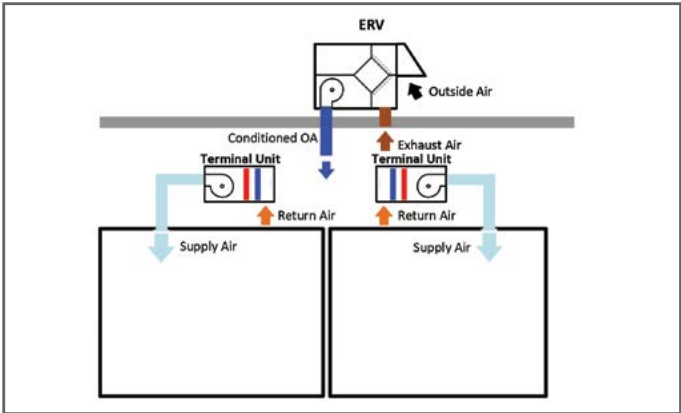 ERV
Outside Air
Conditioned OA
Exhaust Air
Terminal Unit
Terminal Unit
Return Air
Return Air
Supply Air
Supply Air